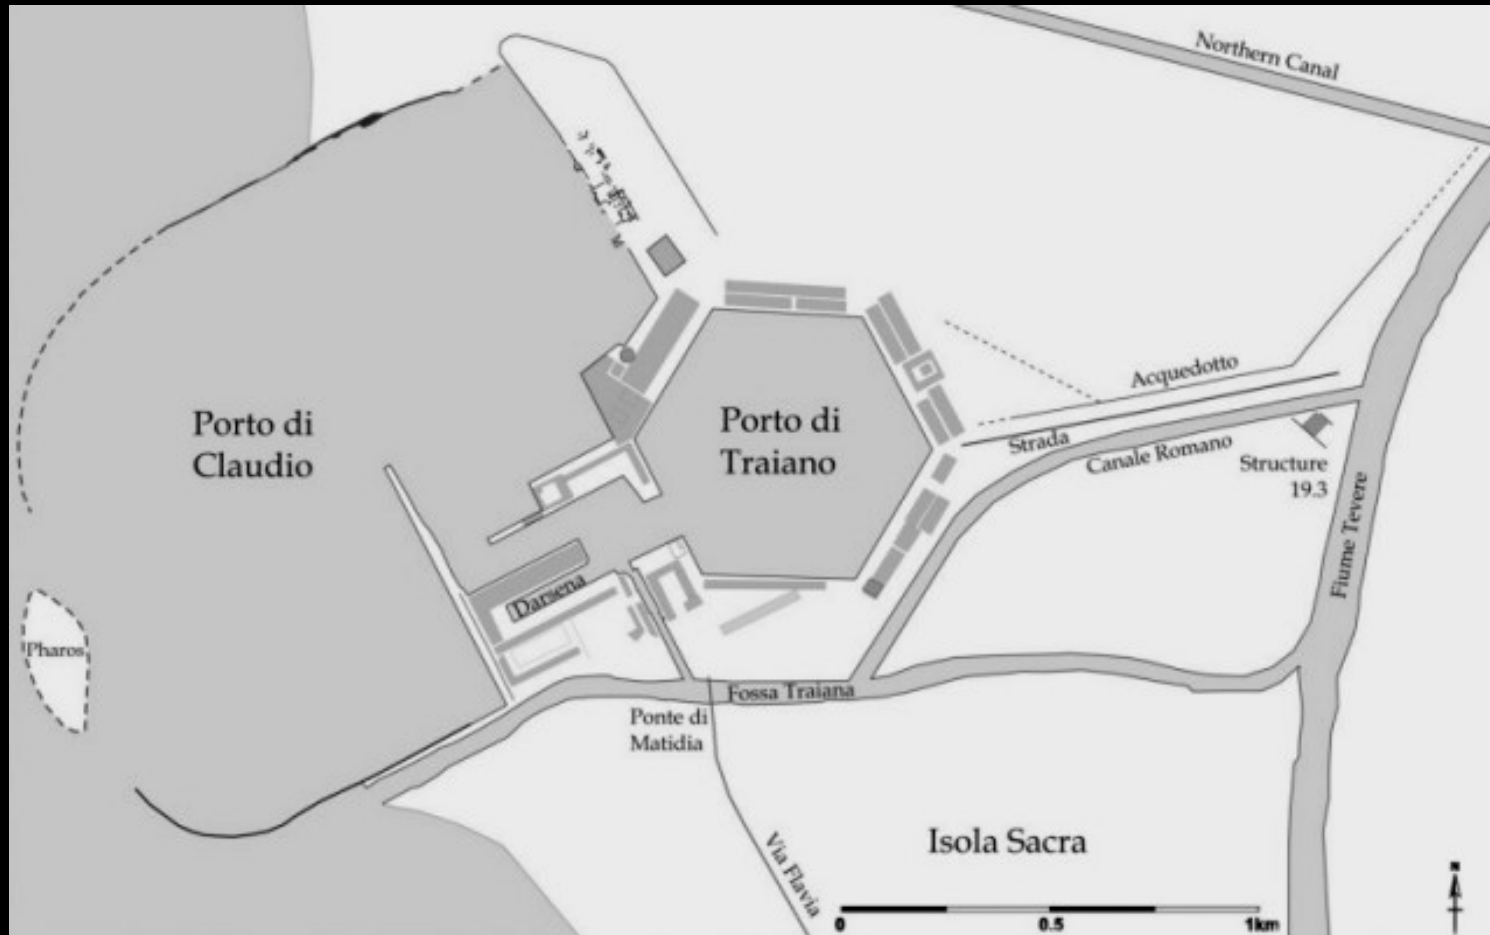 Northern Canal
Porto di
Claudio
Porto di
Traiano
Acquedotto
Strada
Canale Romano
Structure
19.3
Fiume Tevere
Darsena
Pharos
Fossa Traiana
Ponte di
Matidia
Via Flavia
Isola Sacra
N
0 0.5 1km